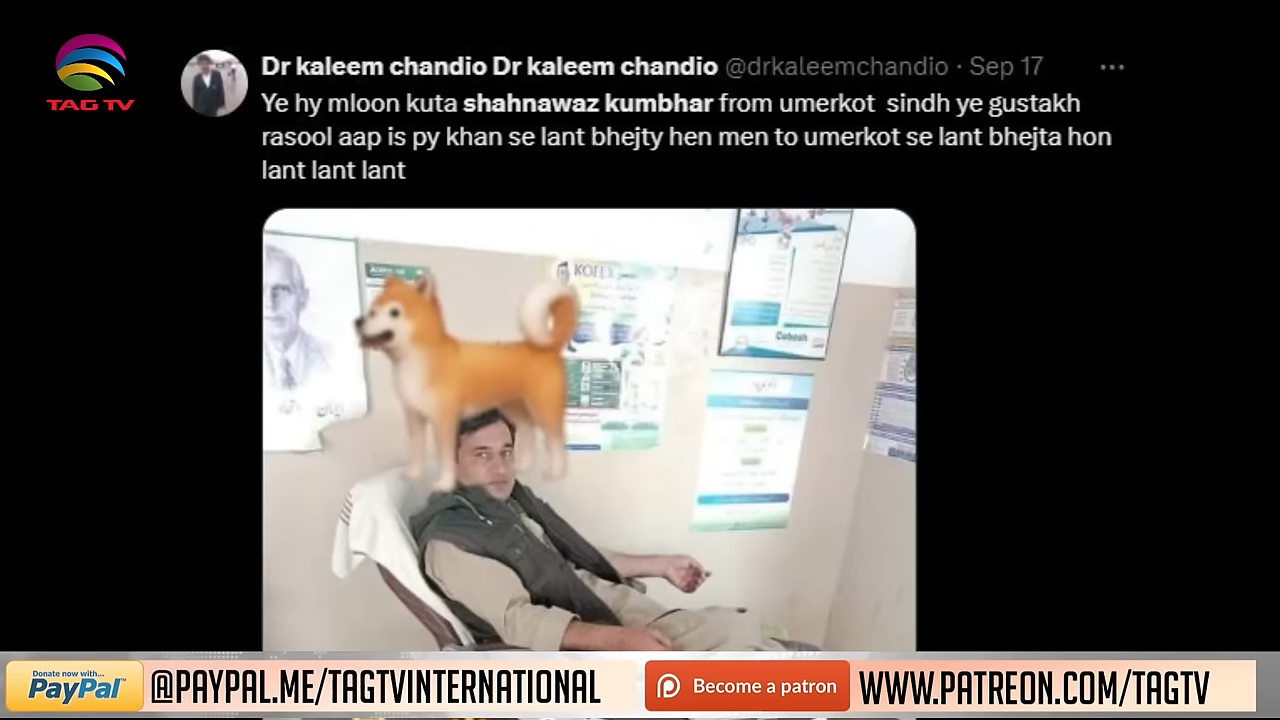 TAG TV
Dr kaleem chandio Dr kaleem chandio @drkaleemchandio · Sep 17
Ye hy mloon kuta shahnawaz kumbhar from umerkot sindh ye gustakh
rasool aap is py khan se lant bhejty hen men to umerkot se lant bhejta hon
lant lant lant
Donate now with...
PayPal
@PAYPAL.ME/TAGTVINTERNATIONAL
Become a patron
WWW.PATREON.COM/TAGTV